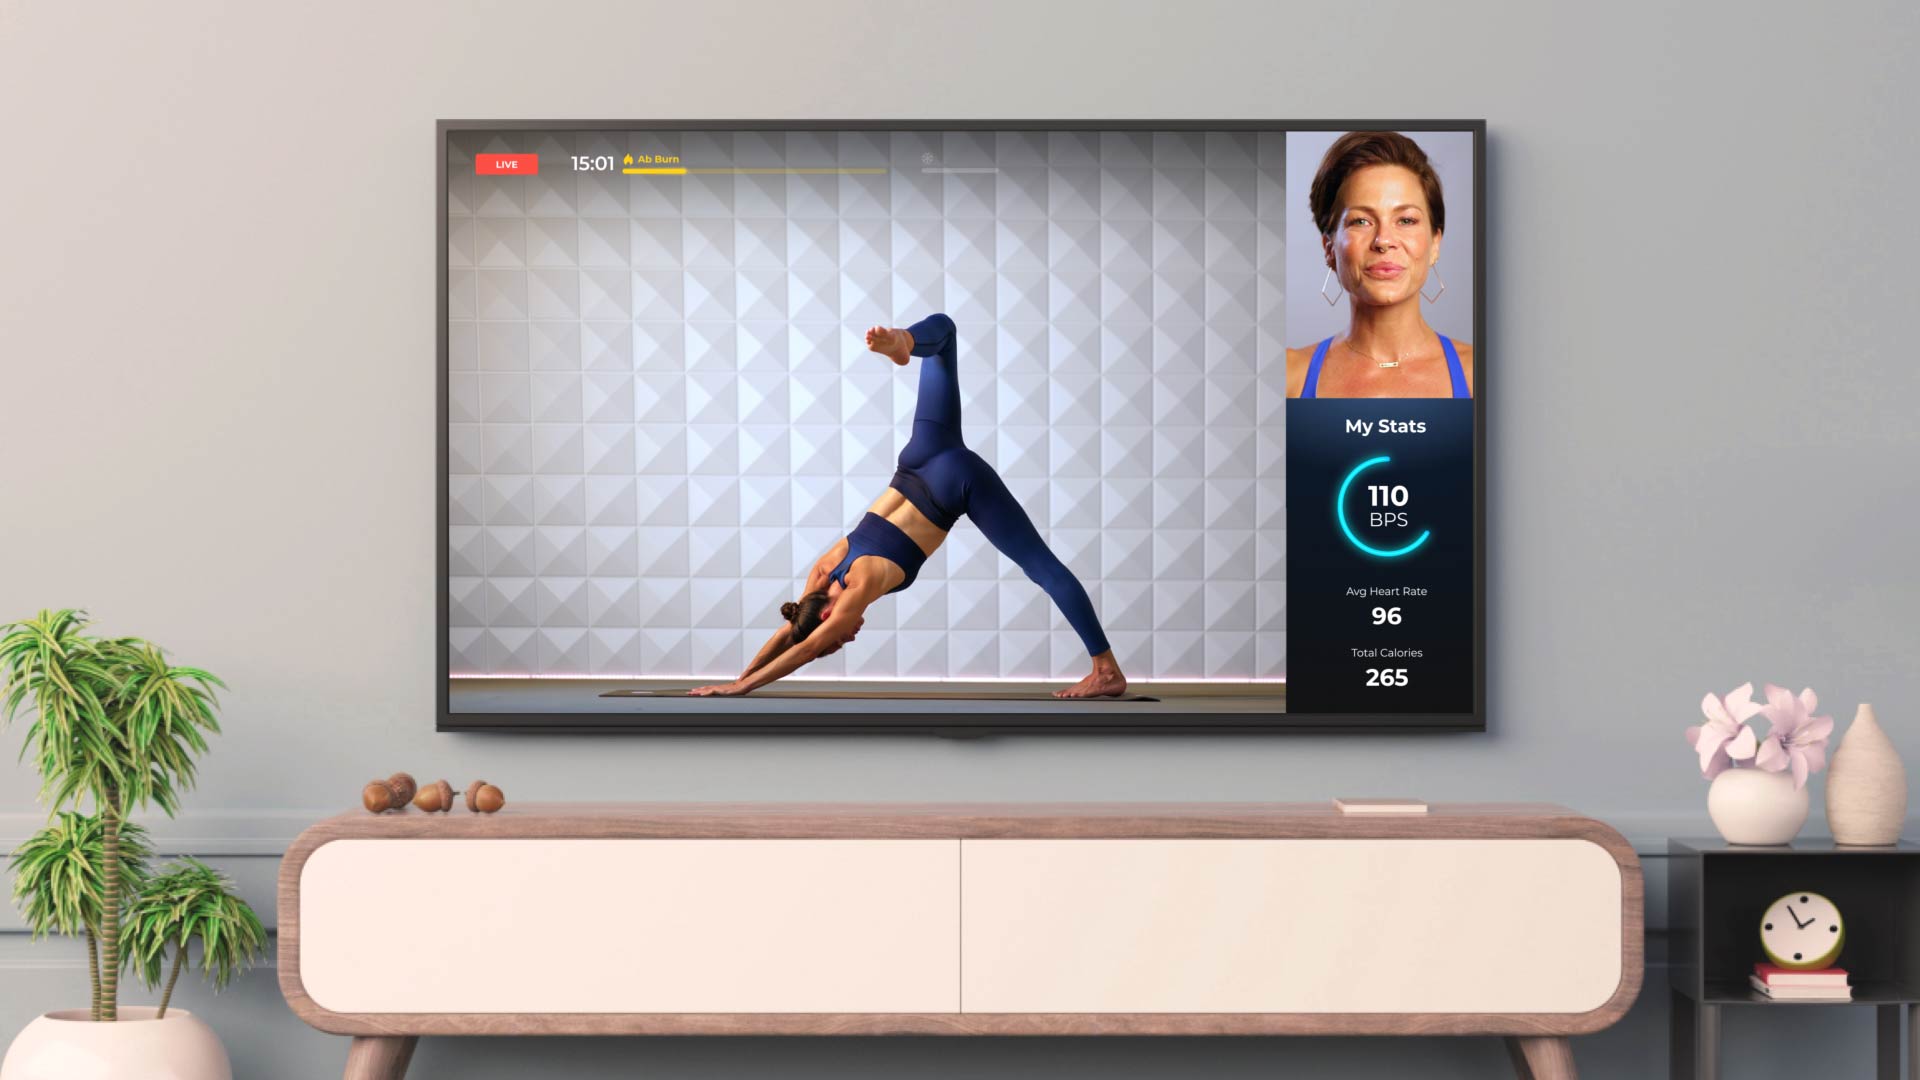 LIVE
15:01
Ab Burn
My Stats
110
BPS
Avg Heart Rate
96
Total Calories
265